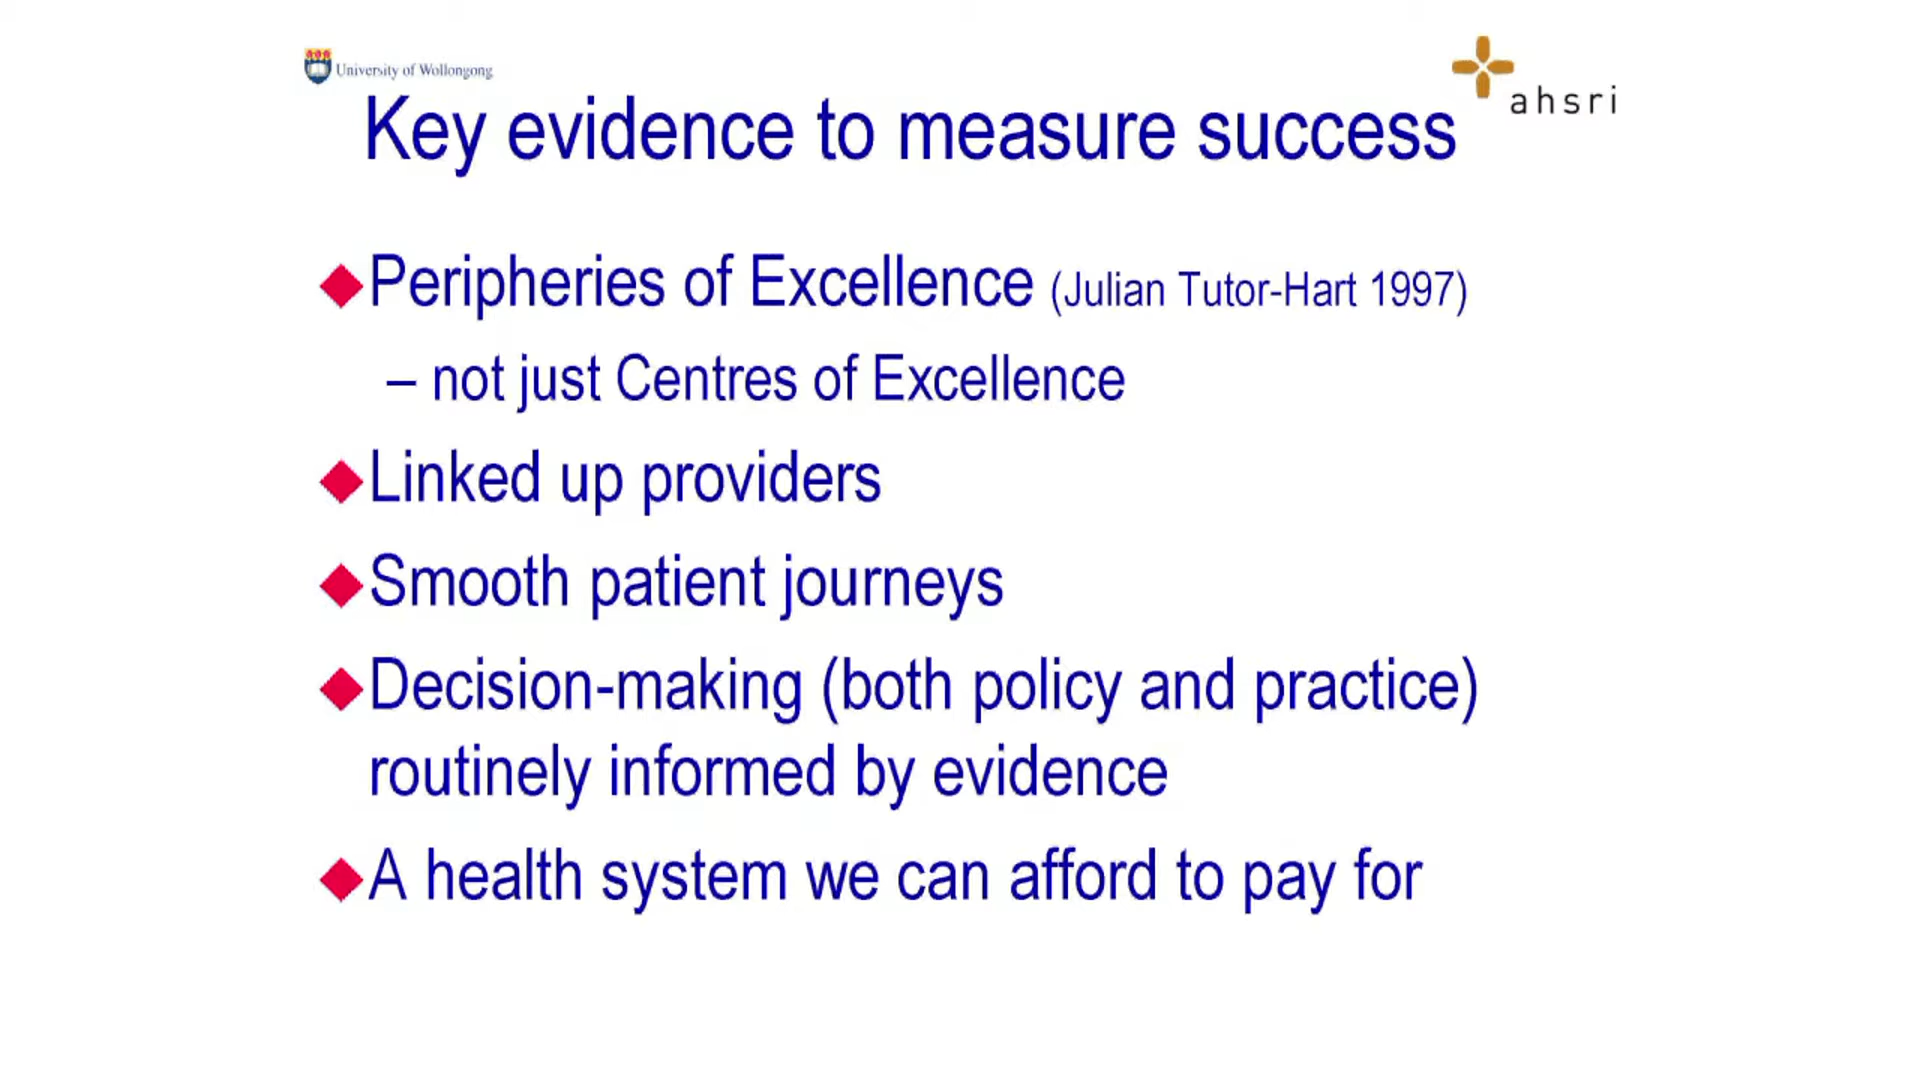 University of Wollongong
ahsri
Key evidence to measure success
Peripheries of Excellence (Julian Tutor-Hart 1997)
– not just Centres of Excellence
Linked up providers
Smooth patient journeys
Decision-making (both policy and practice)
routinely informed by evidence
A health system we can afford to pay for